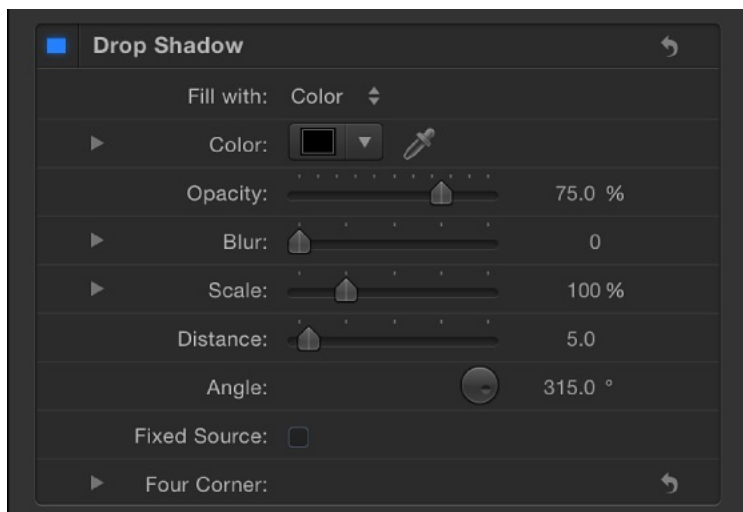 Drop Shadow
Fill with: Color
Color:
Opacity: 75.0 %
Blur: 0
Scale: 100 %
Distance: 5.0
Angle: 315.0 °
Fixed Source:
Four Corner: